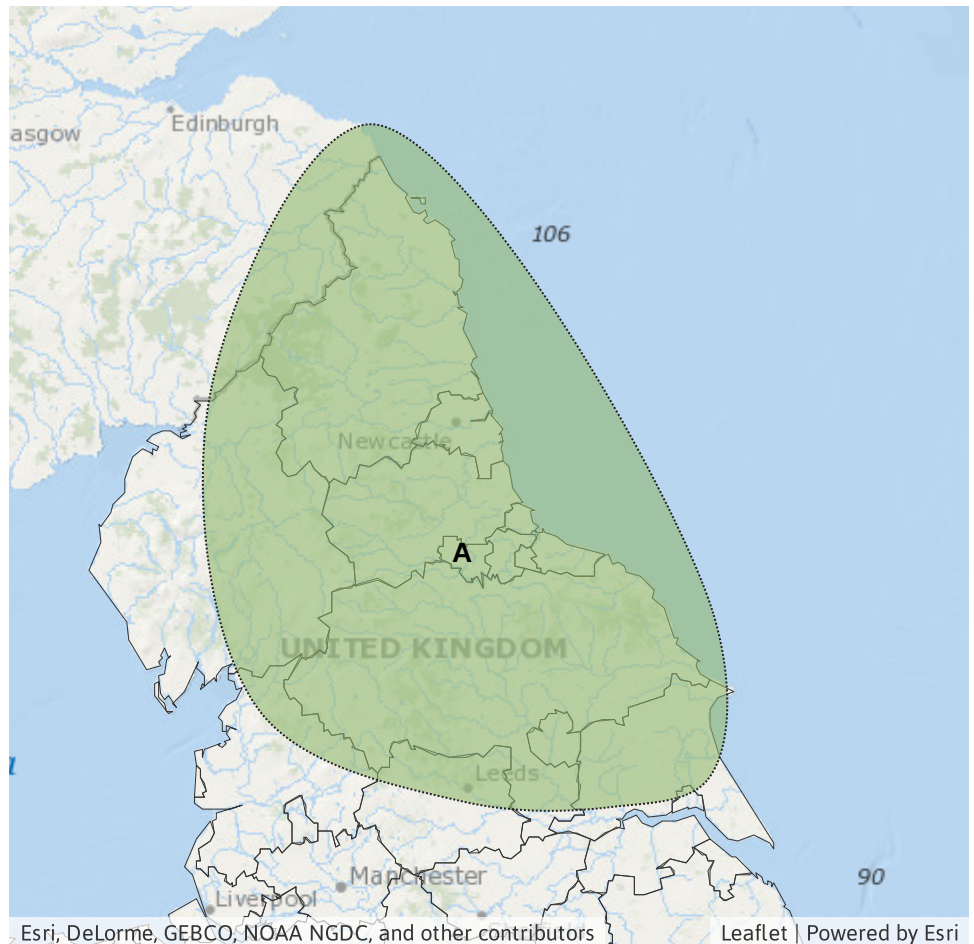 Edinburgh
asgow
106
Newcastle
A
UNITED KINGDOM
Leeds
Manchester
90
Liverpool
Esri, DeLorme, GEBCO, NOAA NGDC, and other contributors
Leaflet | Powered by Esri